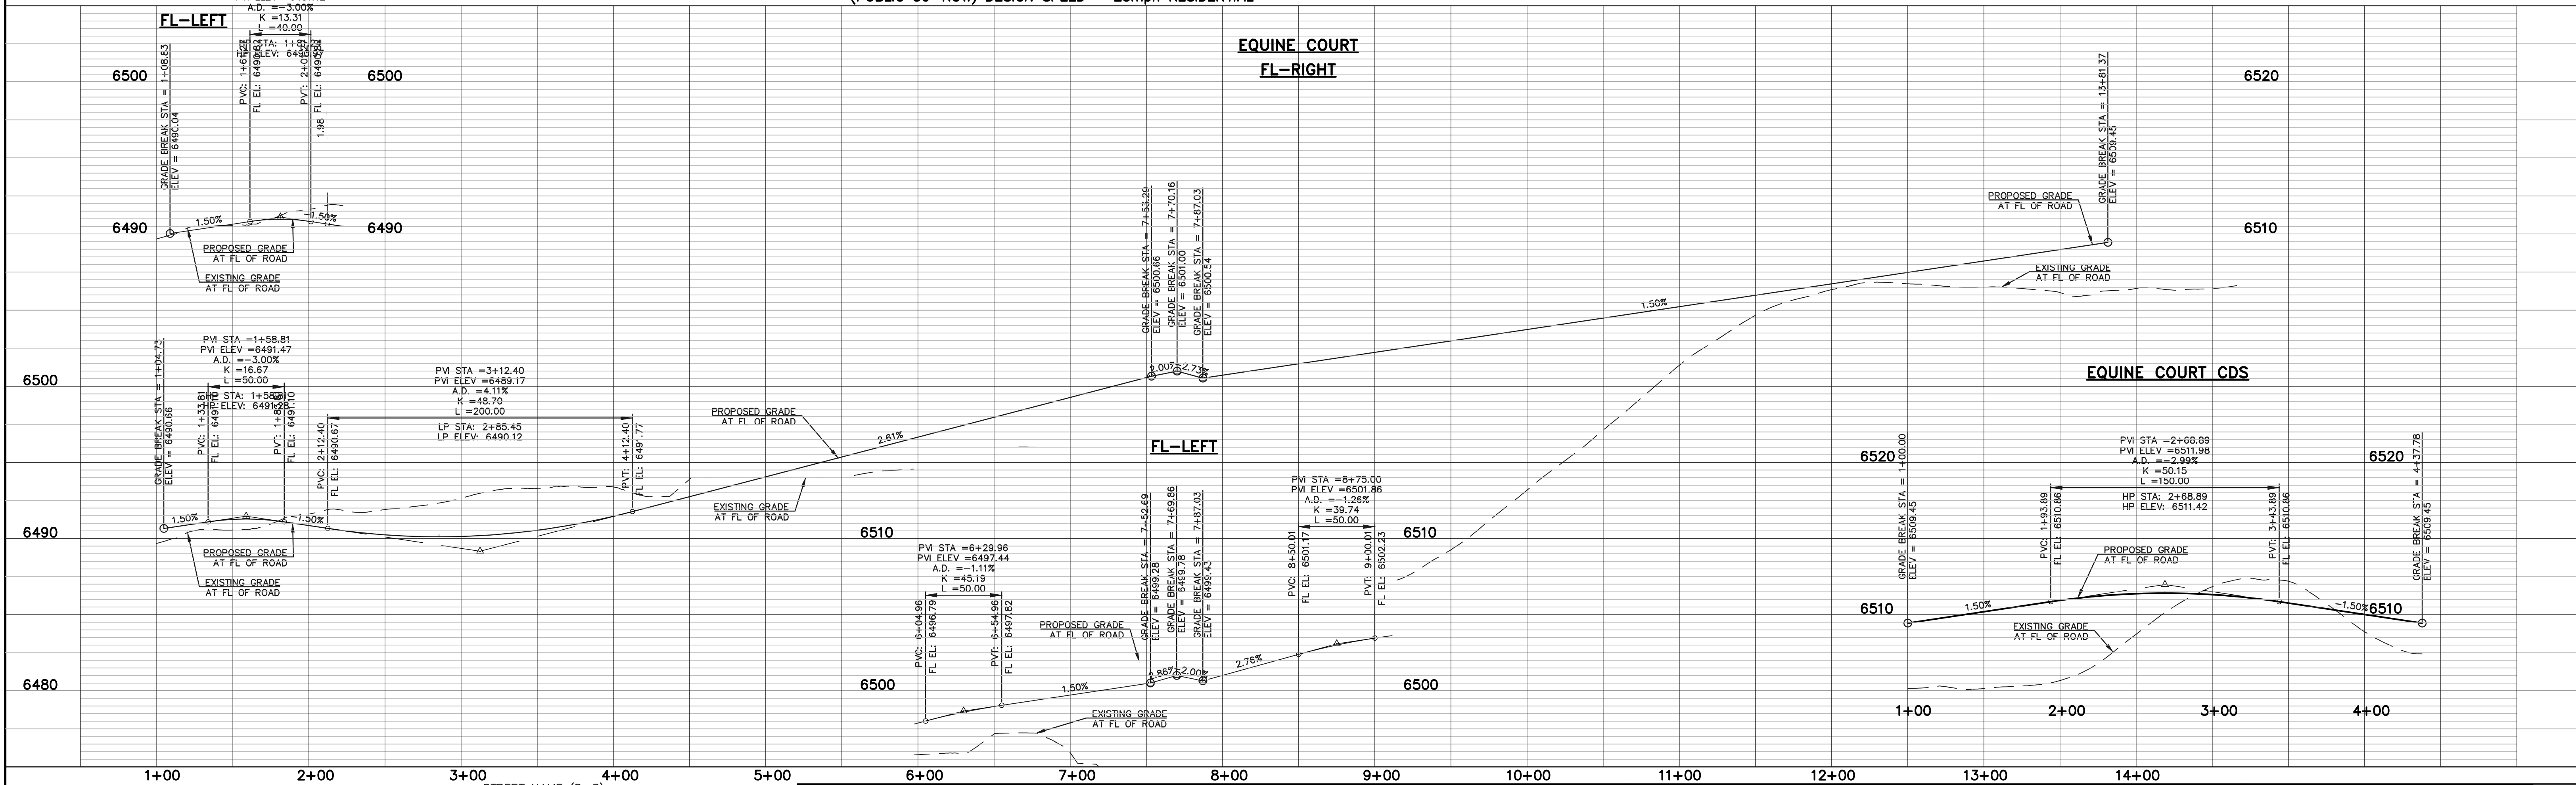 A.D. =-3.00%
K =13.31
L =40.00
FL-LEFT
GRADE BREAK STA = 1+08.83
ELEV = 6490.04
1.98
6500
6500
6490
6490
1.50%
-1.50%
PROPOSED GRADE
AT FL OF ROAD
EXISTING GRADE
AT FL OF ROAD
EQUINE COURT
FL-RIGHT
GRADE BREAK STA = 1+04.73
ELEV = 6490.66
PVI STA =1+58.81
PVI ELEV =6491.47
A.D. =-3.00%
K =16.67
L =50.00
PVC: 1+33.81
FL EL: 6491.10
1.50%
-1.50%
PROPOSED GRADE
AT FL OF ROAD
EXISTING GRADE
AT FL OF ROAD
PVI STA =3+12.40
PVI ELEV =6489.17
A.D. =4.11%
K =48.70
L =200.00
LP STA: 2+85.45
LP ELEV: 6490.12
PVC: 2+12.40
FL EL: 6490.67
PVT: 4+12.40
FL EL: 6491.77
PROPOSED GRADE
AT FL OF ROAD
2.61%
EXISTING GRADE
AT FL OF ROAD
GRADE BREAK STA = 7+53.29
ELEV = 6500.66
GRADE BREAK STA = 7+70.16
ELEV = 6501.00
GRADE BREAK STA = 7+87.03
ELEV = 6500.54
1.50%
GRADE BREAK STA = 13+81.37
ELEV = 6509.45
PROPOSED GRADE
AT FL OF ROAD
EXISTING GRADE
AT FL OF ROAD
6520
6510
6500
6490
6480
FL-LEFT
PVI STA =6+29.96
PVI ELEV =6497.44
A.D. =-1.11%
K =45.19
L =50.00
PVC: 6+04.96
FL EL: 6496.79
PVT: 6+54.96
FL EL: 6497.82
1.50%
PROPOSED GRADE
AT FL OF ROAD
EXISTING GRADE
AT FL OF ROAD
GRADE BREAK STA = 7+52.69
ELEV = 6499.28
GRADE BREAK STA = 7+69.86
ELEV = 6499.78
GRADE BREAK STA = 7+87.03
ELEV = 6499.43
2.76%
PVI STA =8+75.00
PVI ELEV =6501.86
A.D. =-1.26%
K =39.74
L =50.00
PVC: 8+50.01
FL EL: 6501.17
PVT: 9+00.01
FL EL: 6502.23
6510
6510
6500
6500
EQUINE COURT CDS
6520
6520
6510
6510
GRADE BREAK STA = 1+00.00
ELEV = 6509.45
PVI STA =2+68.89
PVI ELEV =6511.98
A.D. =-2.99%
K =50.15
L =150.00
HP STA: 2+68.89
HP ELEV: 6511.42
PVC: 1+93.89
FL EL: 6510.86
PVT: 3+43.89
FL EL: 6510.86
GRADE BREAK STA = 4+37.78
ELEV = 6509.45
1.50%
-1.50%
PROPOSED GRADE
AT FL OF ROAD
EXISTING GRADE
AT FL OF ROAD
1+00 2+00 3+00 4+00
1+00 2+00 3+00 4+00 5+00 6+00 7+00 8+00 9+00 10+00 11+00 12+00 13+00 14+00